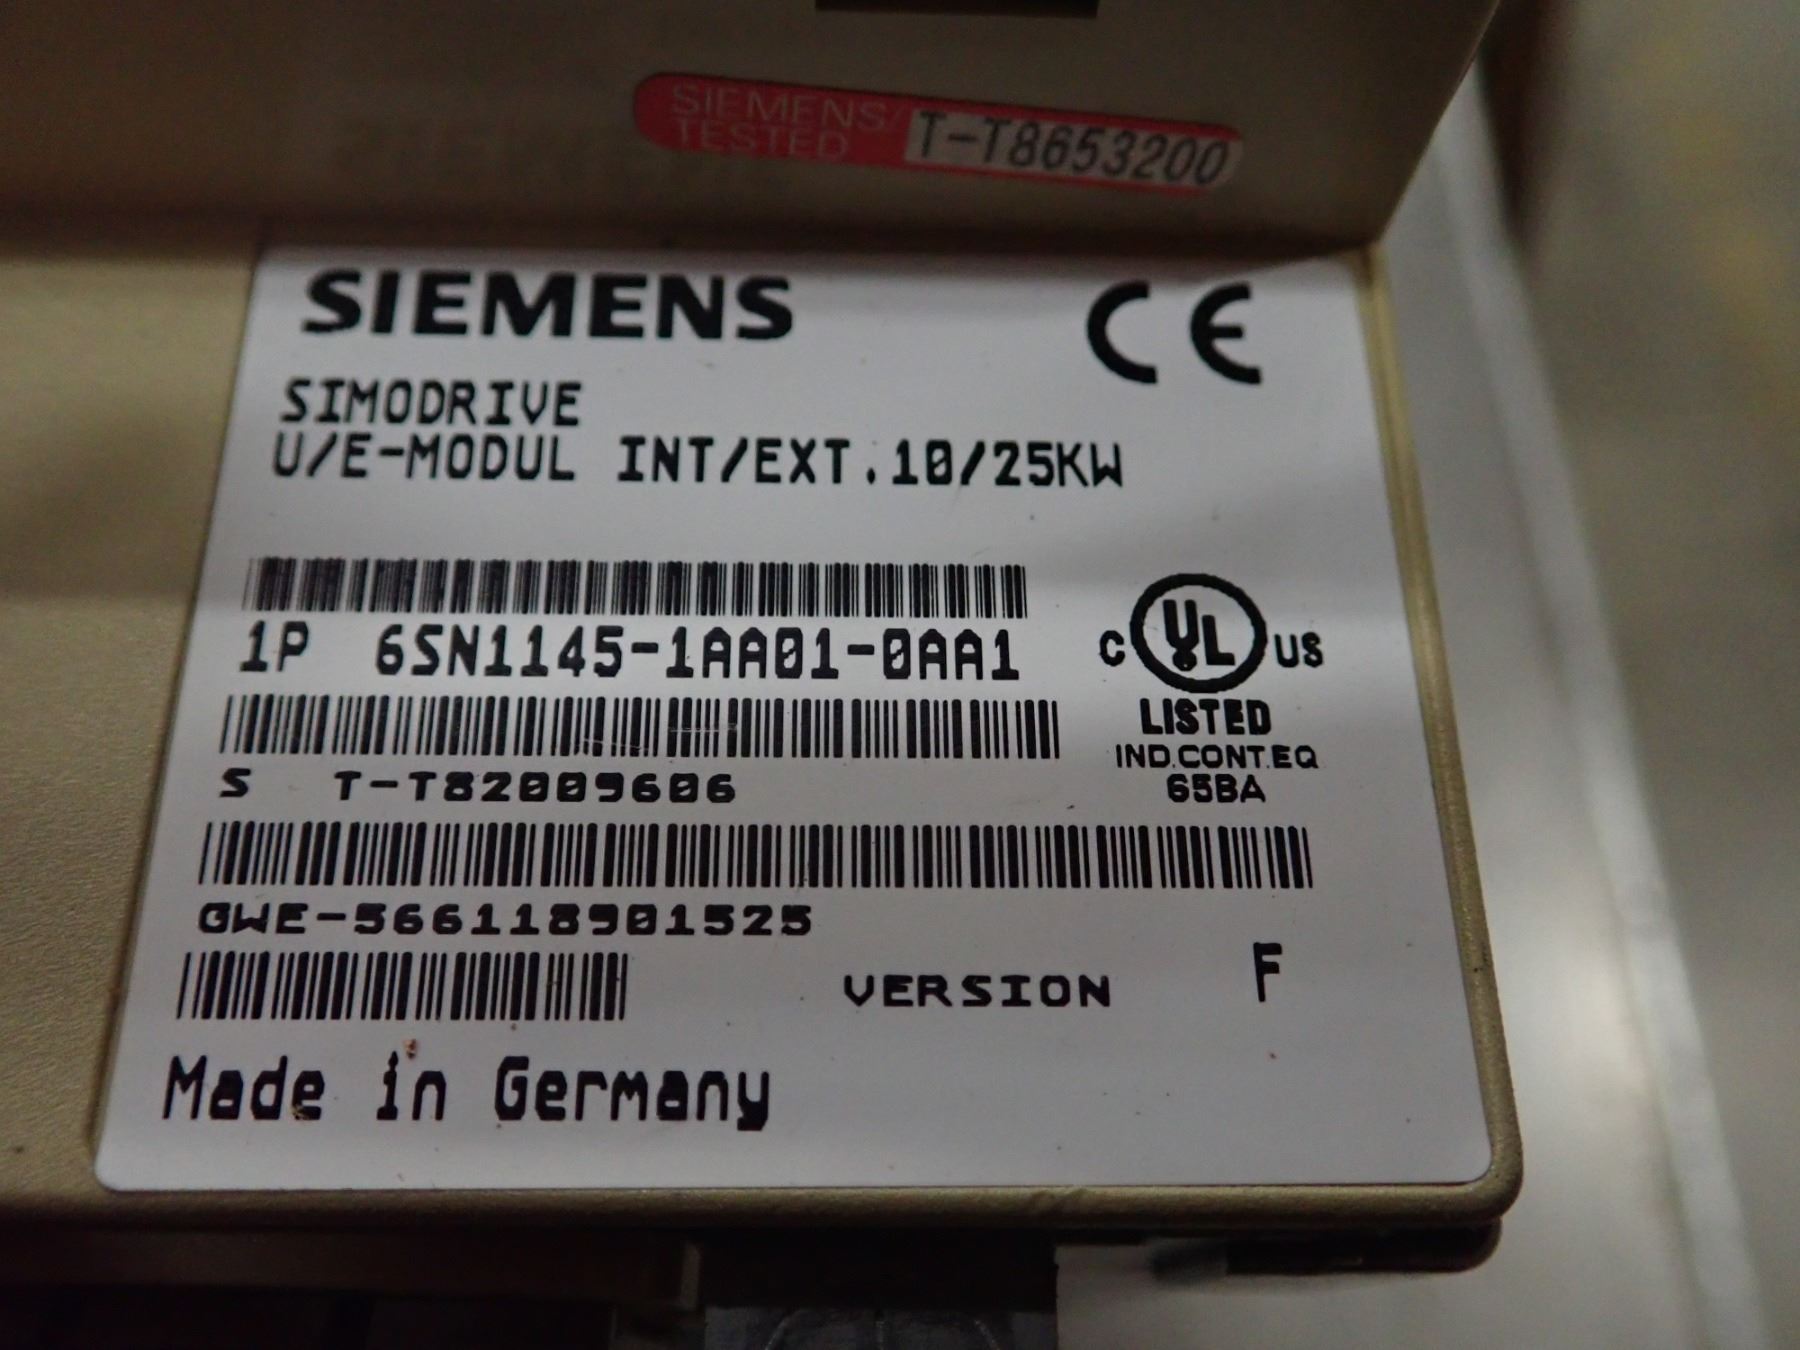 SIEMENS/
TESTED T-T8653200
SIEMENS CE
SIMODRIVE
U/E-MODUL INT/EXT.10/25KW
1P 6SN1145-1AA01-0AA1
C UL US
LISTED
IND.CONT.EQ
65BA
S T-T82009606
GWE-566118901525
VERSION F
Made in Germany